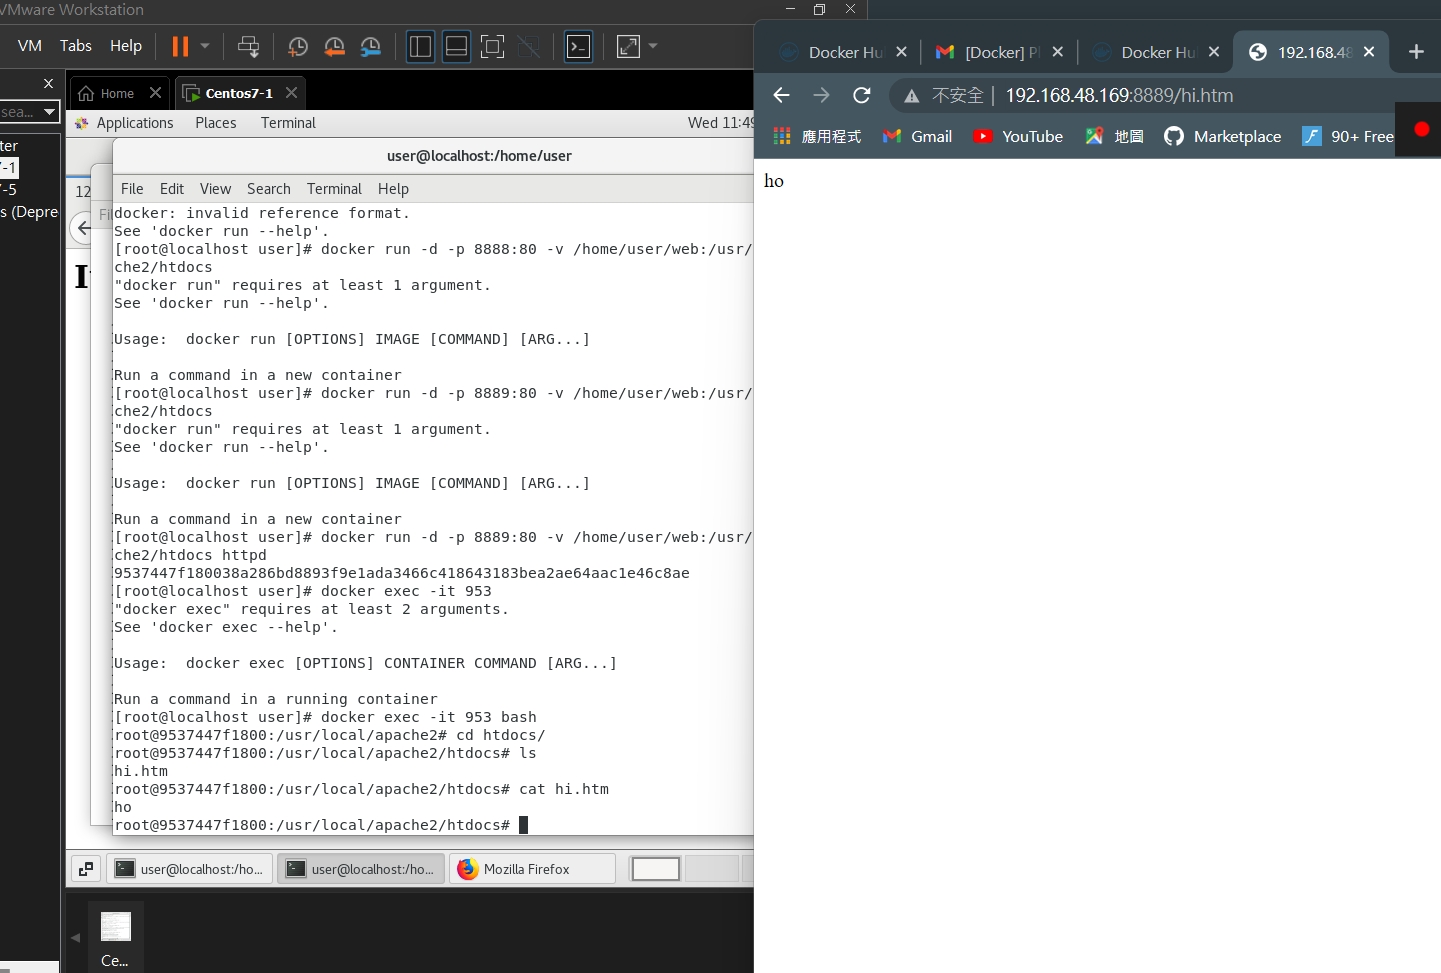 VMware Workstation
VM Tabs Help
Home
Centos7-1
Applications Places Terminal
Wed 11:49
user@localhost:/home/user
File Edit View Search Terminal Help
docker: invalid reference format.
See 'docker run --help'.
[root@localhost user]# docker run -d -p 8888:80 -v /home/user/web:/usr/
che2/htdocs
"docker run" requires at least 1 argument.
See 'docker run --help'.
Usage:  docker run [OPTIONS] IMAGE [COMMAND] [ARG...]
Run a command in a new container
[root@localhost user]# docker run -d -p 8889:80 -v /home/user/web:/usr/
che2/htdocs
"docker run" requires at least 1 argument.
See 'docker run --help'.
Usage:  docker run [OPTIONS] IMAGE [COMMAND] [ARG...]
Run a command in a new container
[root@localhost user]# docker run -d -p 8889:80 -v /home/user/web:/usr/
che2/htdocs httpd
9537447f180038a286bd8893f9e1ada3466c418643183bea2ae64aac1e46c8ae
[root@localhost user]# docker exec -it 953
"docker exec" requires at least 2 arguments.
See 'docker exec --help'.
Usage:  docker exec [OPTIONS] CONTAINER COMMAND [ARG...]
Run a command in a running container
[root@localhost user]# docker exec -it 953 bash
root@9537447f1800:/usr/local/apache2# cd htdocs/
root@9537447f1800:/usr/local/apache2/htdocs# ls
hi.htm
root@9537447f1800:/usr/local/apache2/htdocs# cat hi.htm
ho
root@9537447f1800:/usr/local/apache2/htdocs#
user@localhost:/ho...
user@localhost:/ho...
Mozilla Firefox
Ce...
sea...
ter
-1
-5
s (Depre
12
Fil
Docker Hu
[Docker] Pl
Docker Hu
192.168.48
不安全 | 192.168.48.169:8889/hi.htm
應用程式
Gmail
YouTube
地圖
Marketplace
90+ Free
ho